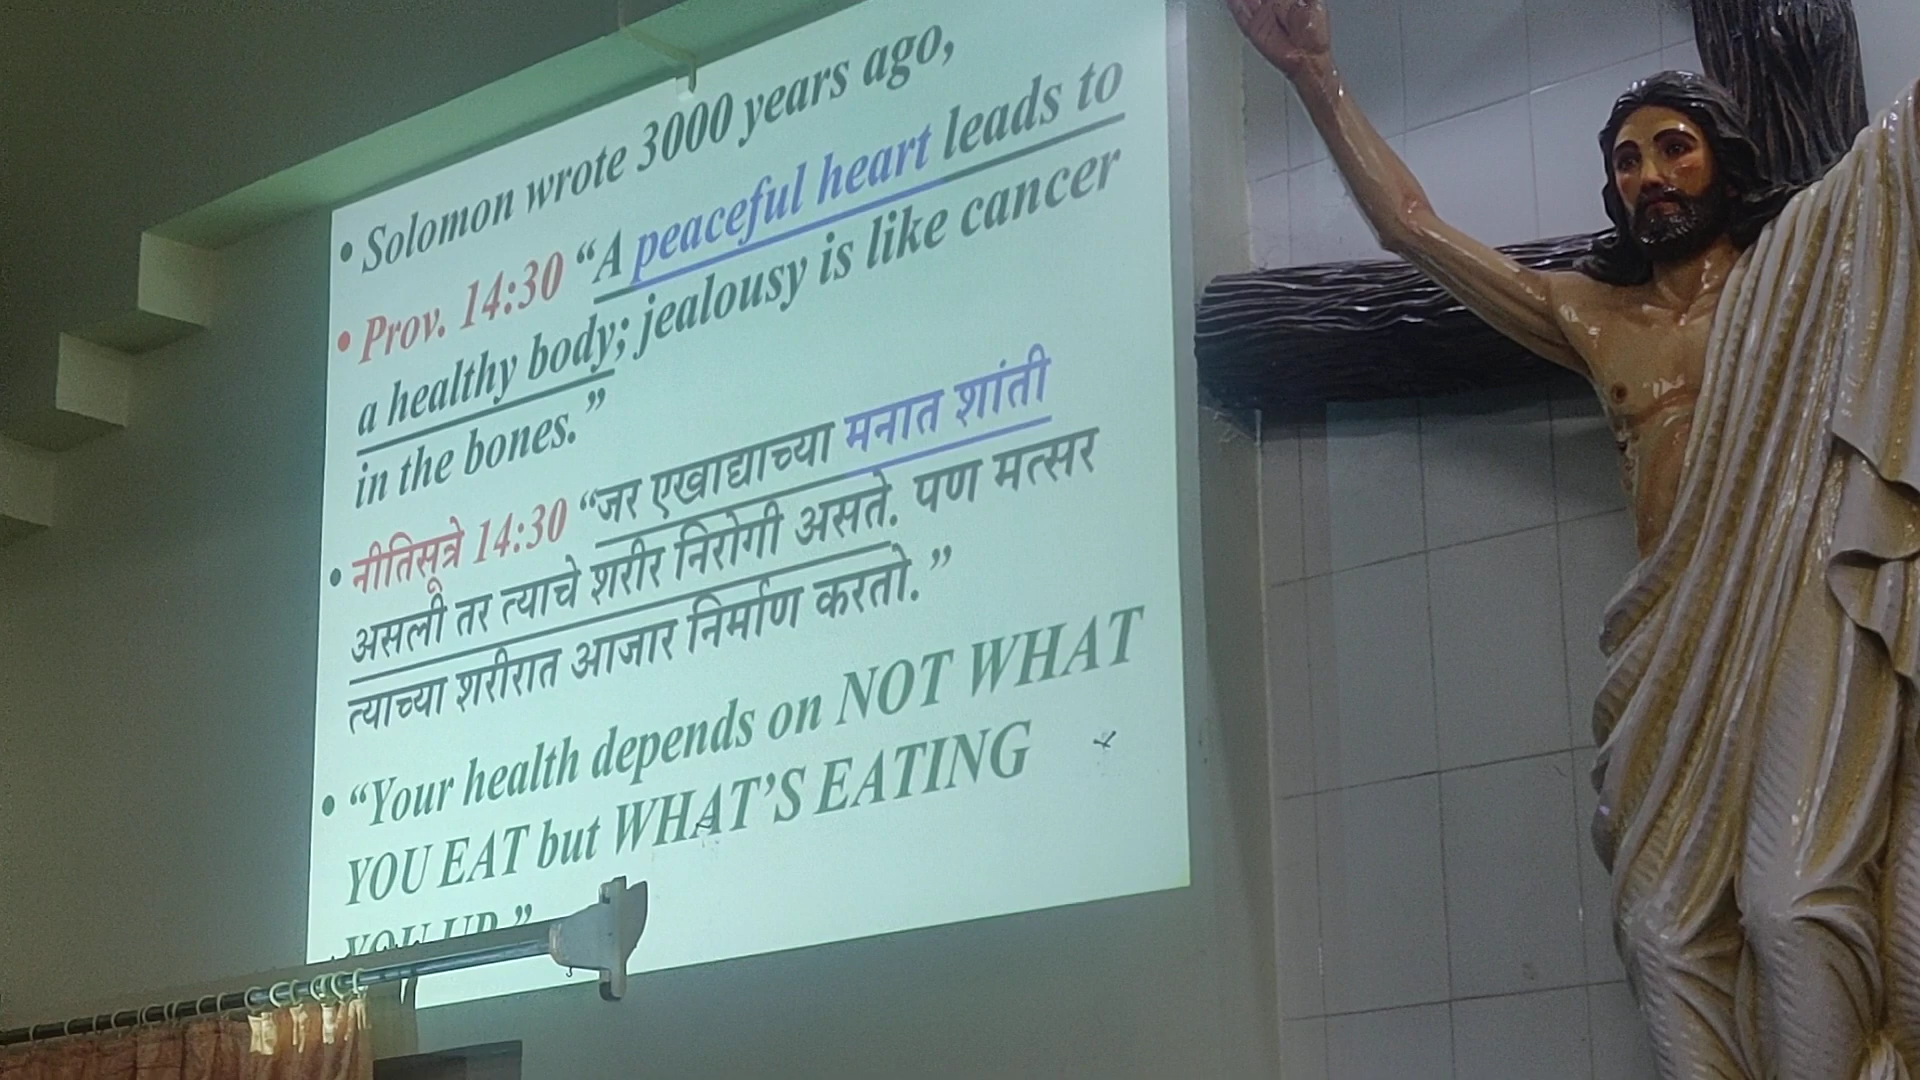 • Solomon wrote 3000 years ago,
• Prov. 14:30 “A peaceful heart leads to
a healthy body; jealousy is like cancer
in the bones.”
• नीतिसूत्रे 14:30 “जर एखाद्याच्या मनात शांती
असली तर त्याचे शरीर निरोगी असते. पण मत्सर
त्याच्या शरीरात आजार निर्माण करतो.”
• “Your health depends on NOT WHAT
YOU EAT but WHAT’S EATING
YOU UP.”